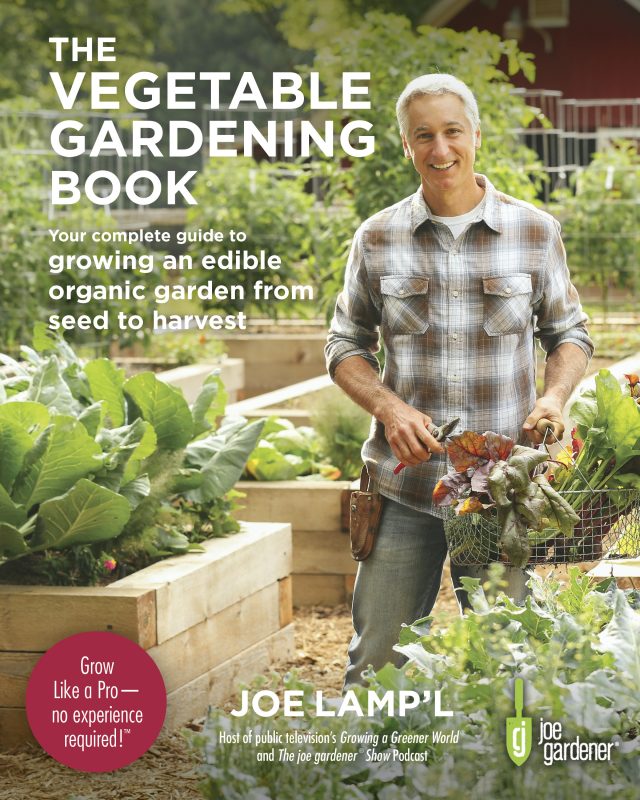 THE
VEGETABLE
GARDENING
BOOK
Your complete guide to
growing an edible
organic garden from
seed to harvest
Grow
Like a Pro—
no experience
required!™
JOE LAMP'L
Host of public television's Growing a Greener World
and The joe gardener® Show Podcast
gj
joe
gardener®